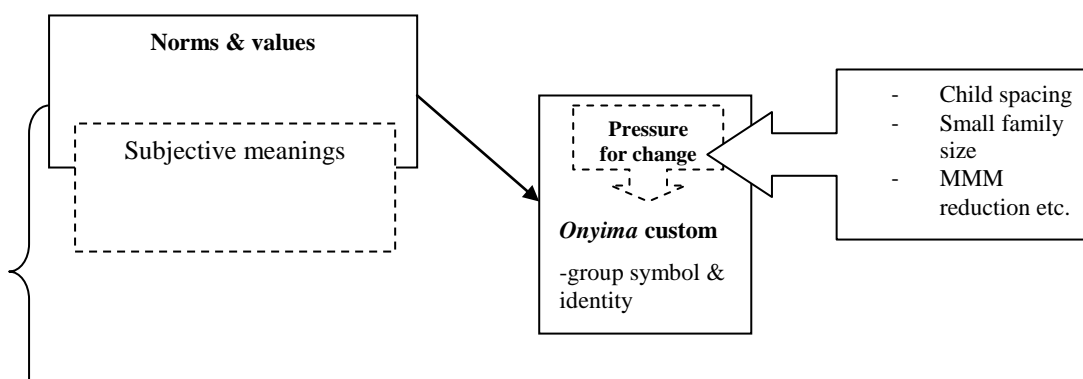 Norms & values
Subjective meanings
Pressure
for change
Onyima custom
-group symbol &
identity
- Child spacing
- Small family
size
- MMM
reduction etc.